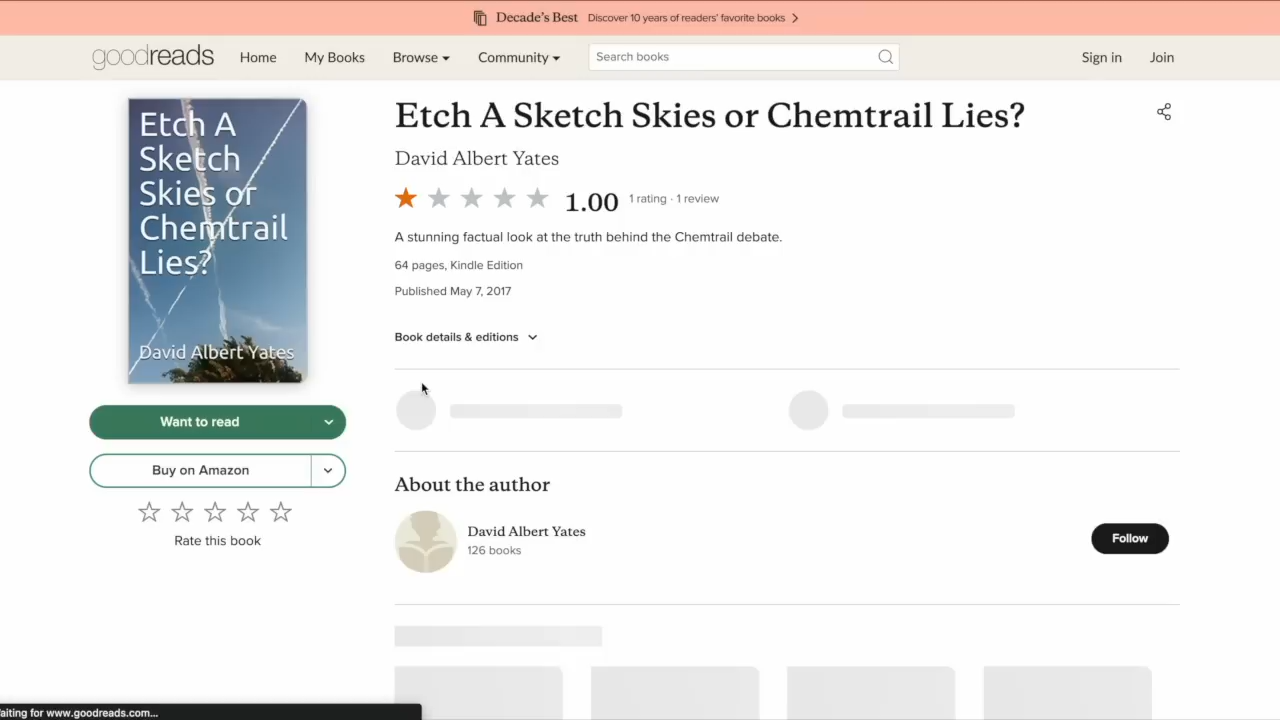 Decade's Best Discover 10 years of readers' favorite books
goodreads Home My Books Browse Community Search books Sign in Join
Etch A
Sketch
Skies or
Chemtrail
Lies?
David Albert Yates
Want to read
Buy on Amazon
Rate this book
Etch A Sketch Skies or Chemtrail Lies?
David Albert Yates
1.00 1 rating · 1 review
A stunning factual look at the truth behind the Chemtrail debate.
64 pages, Kindle Edition
Published May 7, 2017
Book details & editions
About the author
David Albert Yates
126 books
Follow
aiting for www.goodreads.com...